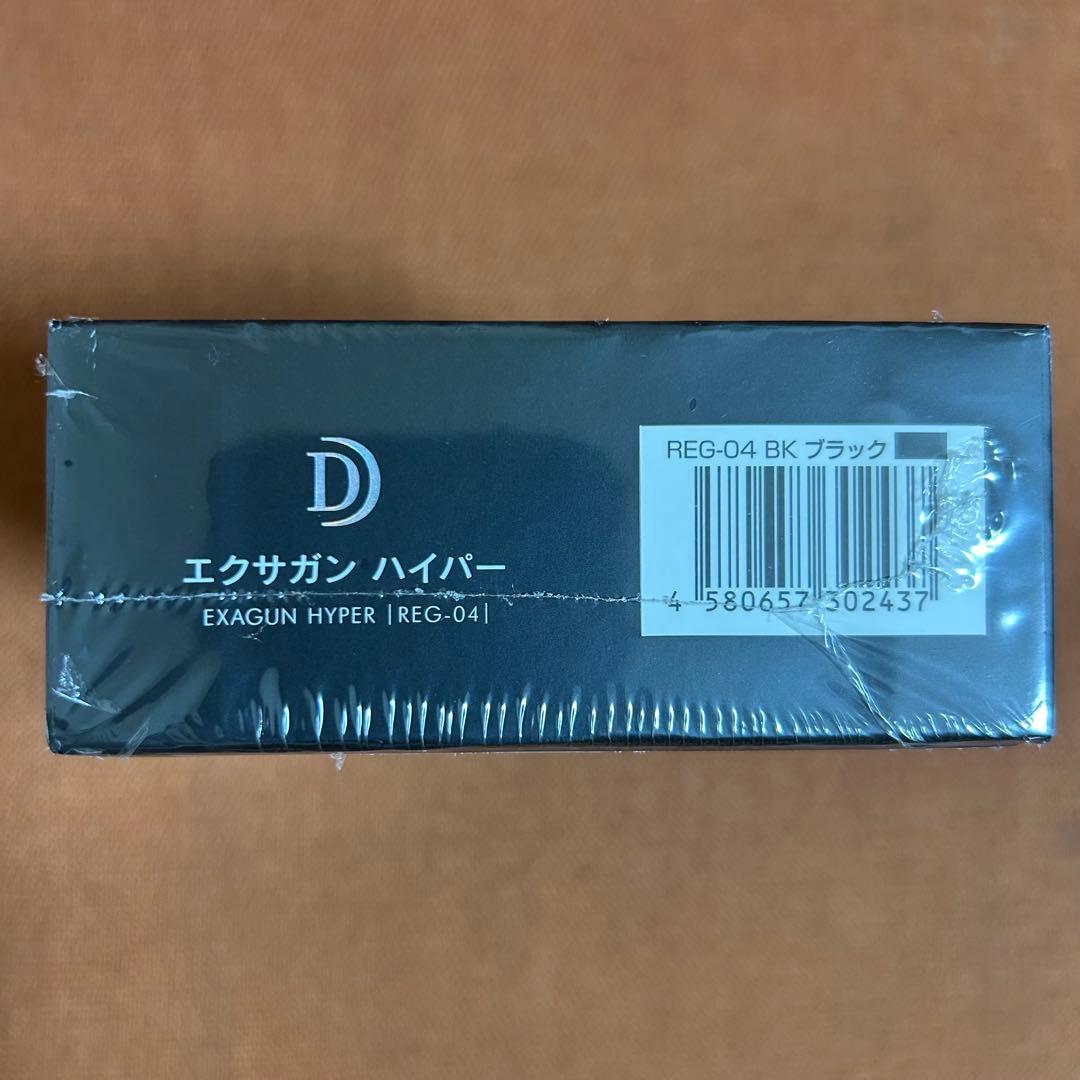 D
エクサガン ハイパー
EXAGUN HYPER |REG-04|
REG-04 BK ブラック
4 580657 302437